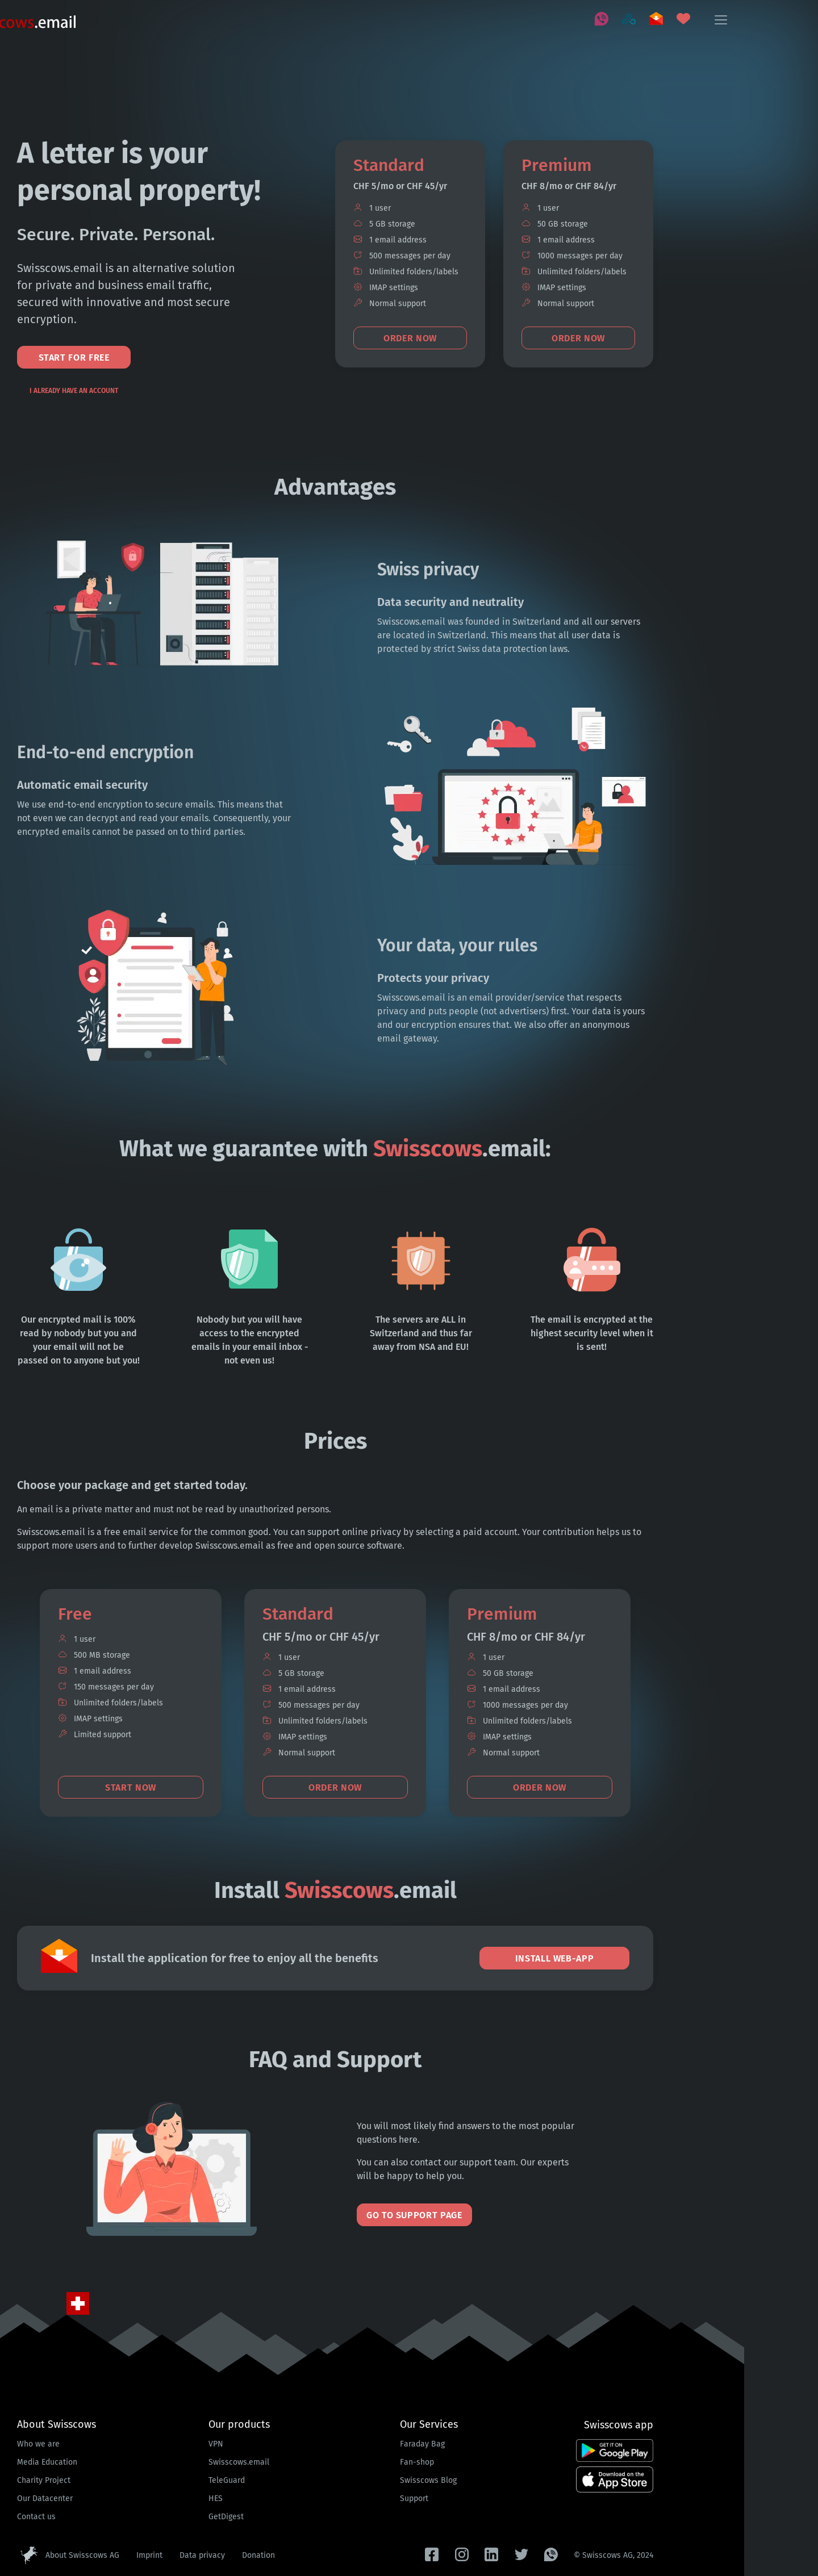 cows.email
A letter is your
personal property!
Secure. Private. Personal.
Swisscows.email is an alternative solution
for private and business email traffic,
secured with innovative and most secure
encryption.
START FOR FREE
I ALREADY HAVE AN ACCOUNT
Standard
CHF 5/mo or CHF 45/yr
1 user
5 GB storage
1 email address
500 messages per day
Unlimited folders/labels
IMAP settings
Normal support
ORDER NOW
Premium
CHF 8/mo or CHF 84/yr
1 user
50 GB storage
1 email address
1000 messages per day
Unlimited folders/labels
IMAP settings
Normal support
ORDER NOW
Advantages
Swiss privacy
Data security and neutrality
Swisscows.email was founded in Switzerland and all our servers
are located in Switzerland. This means that all user data is
protected by strict Swiss data protection laws.
End-to-end encryption
Automatic email security
We use end-to-end encryption to secure emails. This means that
not even we can decrypt and read your emails. Consequently, your
encrypted emails cannot be passed on to third parties.
Your data, your rules
Protects your privacy
Swisscows.email is an email provider/service that respects
privacy and puts people (not advertisers) first. Your data is yours
and our encryption ensures that. We also offer an anonymous
email gateway.
What we guarantee with Swisscows.email:
Our encrypted mail is 100%
read by nobody but you and
your email will not be
passed on to anyone but you!
Nobody but you will have
access to the encrypted
emails in your email inbox -
not even us!
The servers are ALL in
Switzerland and thus far
away from NSA and EU!
The email is encrypted at the
highest security level when it
is sent!
Prices
Choose your package and get started today.
An email is a private matter and must not be read by unauthorized persons.
Swisscows.email is a free email service for the common good. You can support online privacy by selecting a paid account. Your contribution helps us to
support more users and to further develop Swisscows.email as free and open source software.
Free
1 user
500 MB storage
1 email address
150 messages per day
Unlimited folders/labels
IMAP settings
Limited support
START NOW
Standard
CHF 5/mo or CHF 45/yr
1 user
5 GB storage
1 email address
500 messages per day
Unlimited folders/labels
IMAP settings
Normal support
ORDER NOW
Premium
CHF 8/mo or CHF 84/yr
1 user
50 GB storage
1 email address
1000 messages per day
Unlimited folders/labels
IMAP settings
Normal support
ORDER NOW
Install Swisscows.email
Install the application for free to enjoy all the benefits
INSTALL WEB-APP
FAQ and Support
You will most likely find answers to the most popular
questions here.
You can also contact our support team. Our experts
will be happy to help you.
GO TO SUPPORT PAGE
About Swisscows
Who we are
Media Education
Charity Project
Our Datacenter
Contact us
Our products
VPN
Swisscows.email
TeleGuard
HES
GetDigest
Our Services
Faraday Bag
Fan-shop
Swisscows Blog
Support
Swisscows app
GET IT ON
Google Play
Download on the
App Store
About Swisscows AG
Imprint
Data privacy
Donation
© Swisscows AG, 2024